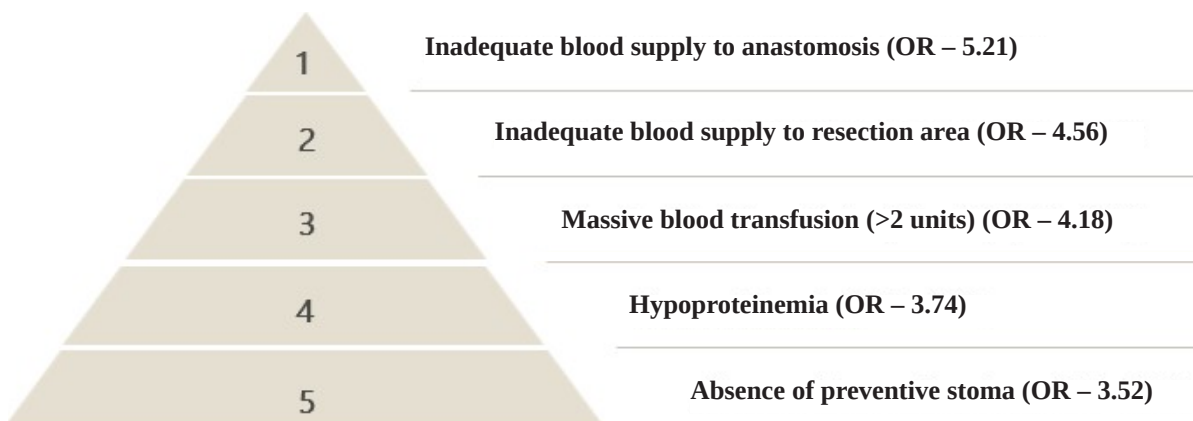 1
Inadequate blood supply to anastomosis (OR – 5.21)
2
Inadequate blood supply to resection area (OR – 4.56)
3
Massive blood transfusion (>2 units) (OR – 4.18)
4
Hypoproteinemia (OR – 3.74)
5
Absence of preventive stoma (OR – 3.52)